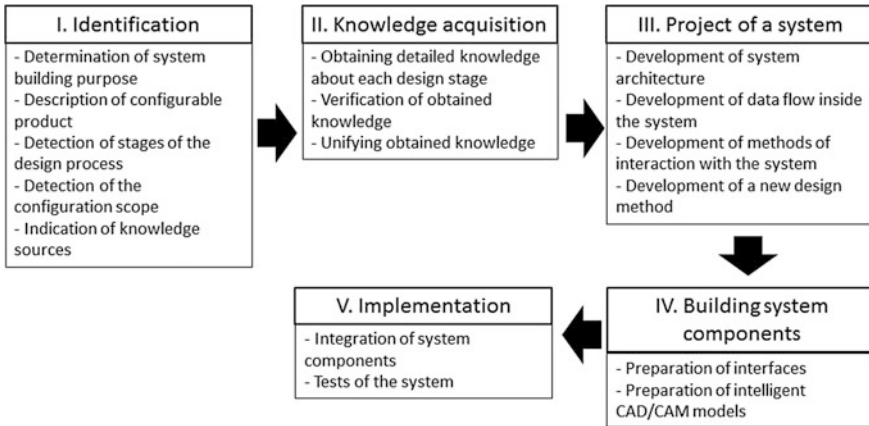 I. Identification
- Determination of system
building purpose
- Description of configurable
product
- Detection of stages of the
design process
- Detection of the
configuration scope
- Indication of knowledge
sources
II. Knowledge acquisition
- Obtaining detailed knowledge
about each design stage
- Verification of obtained
knowledge
- Unifying obtained knowledge
III. Project of a system
- Development of system
architecture
- Development of data flow inside
the system
- Development of methods of
interaction with the system
- Development of a new design
method
IV. Building system
components
- Preparation of interfaces
- Preparation of intelligent
CAD/CAM models
V. Implementation
- Integration of system
components
- Tests of the system